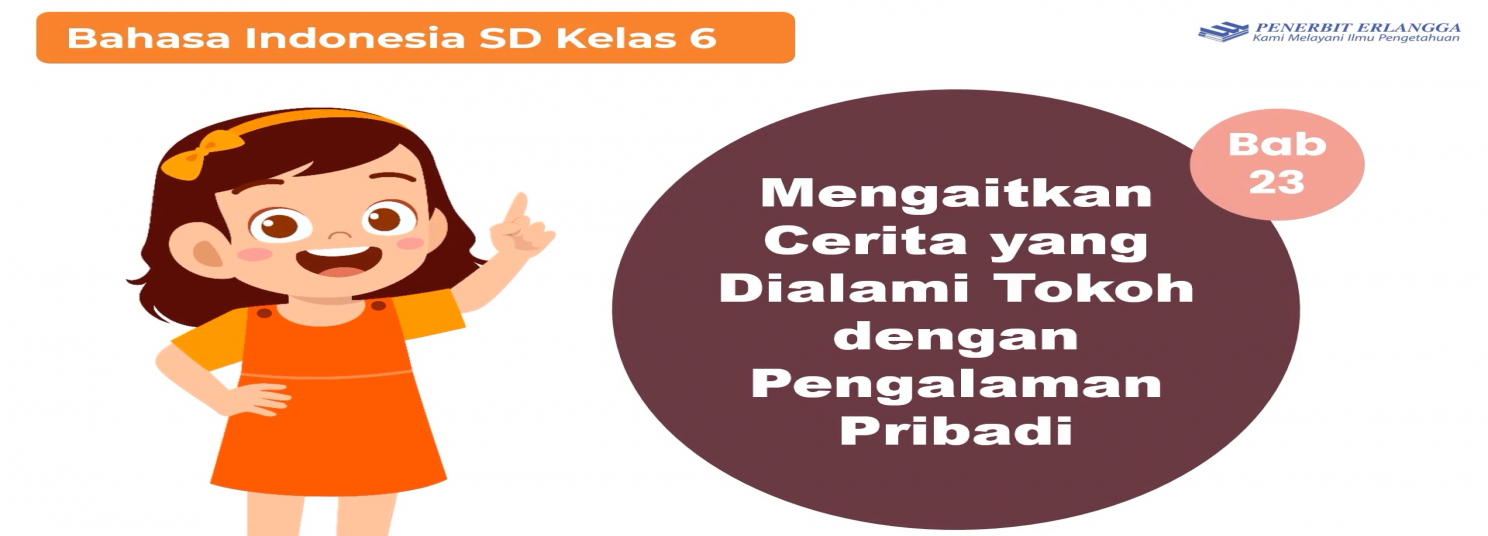 Bahasa Indonesia SD Kelas 6
PENERBIT ERLANGGA
Kami Melayani Ilmu Pengetahuan
Bab
23
Mengaitkan
Cerita yang
Dialami Tokoh
dengan
Pengalaman
Pribadi